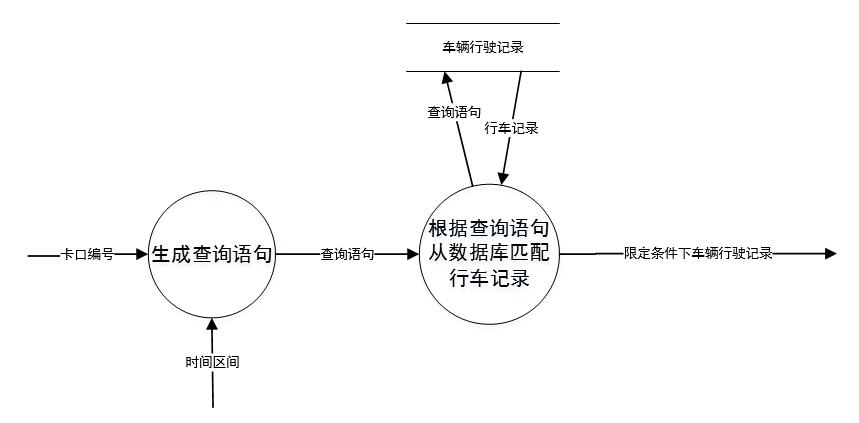 车辆行驶记录
查询语句
行车记录
卡口编号
生成查询语句
查询语句
根据查询语句
从数据库匹配
行车记录
限定条件下车辆行驶记录
时间区间